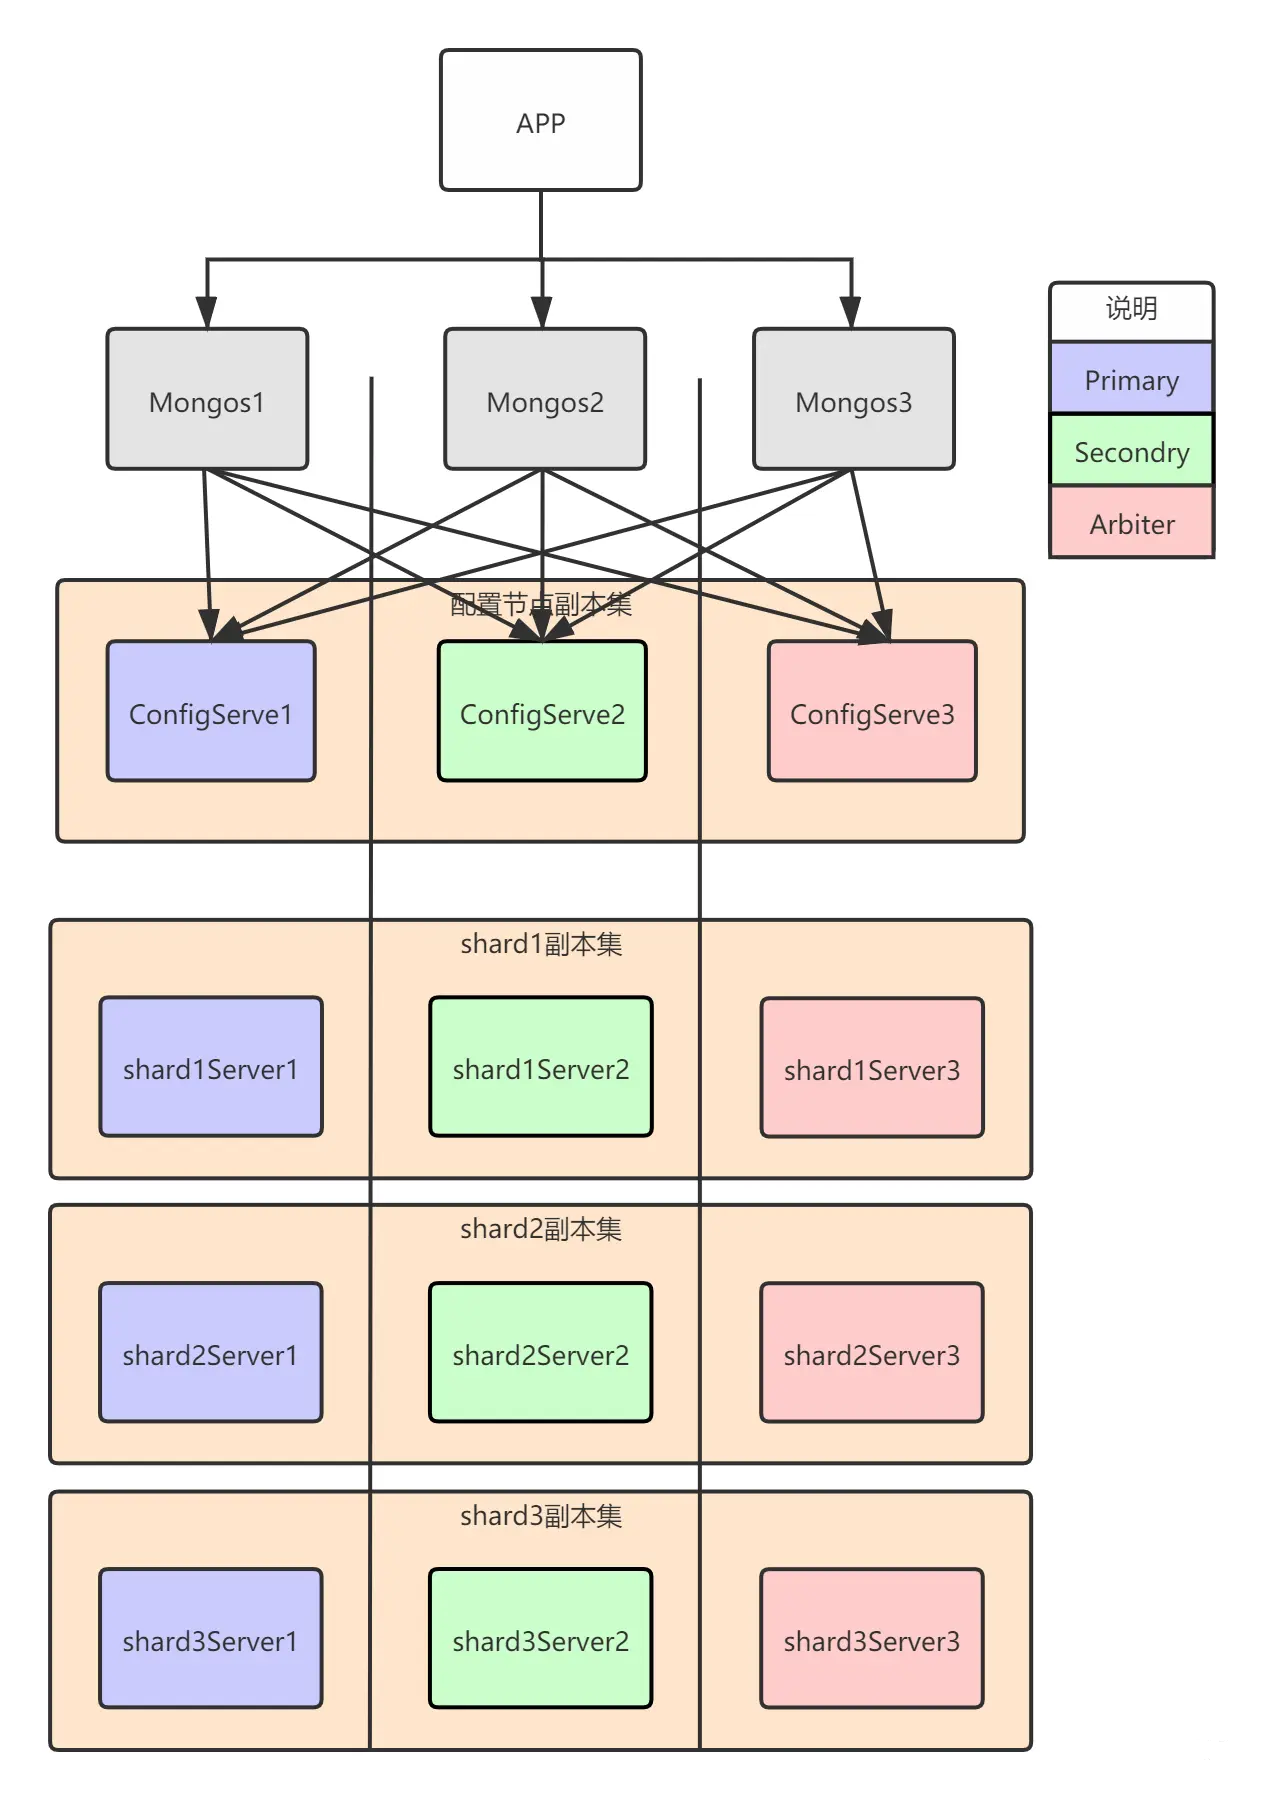 APP
Mongos1
Mongos2
Mongos3
说明
Primary
Secondry
Arbiter
配置节点副本集
ConfigServe1
ConfigServe2
ConfigServe3
shard1副本集
shard1Server1
shard1Server2
shard1Server3
shard2副本集
shard2Server1
shard2Server2
shard2Server3
shard3副本集
shard3Server1
shard3Server2
shard3Server3